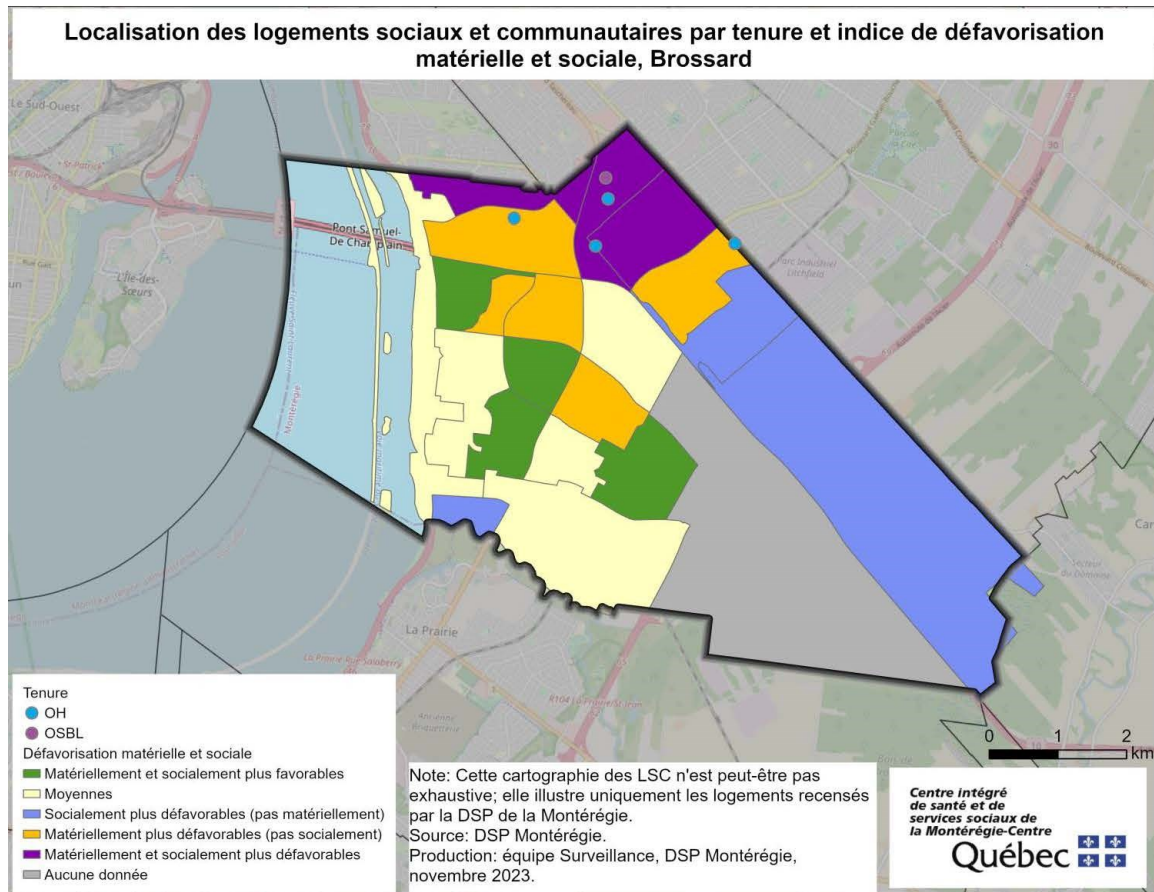 Localisation des logements sociaux et communautaires par tenure et indice de défavorisation
matérielle et sociale, Brossard
Le Sud-Ouest
Pont Samuel-
De Champlain
L'Île-des-
Sœurs
Montérégie
Parc Industriel
Litchfield
30
La Prairie
Secteur
du Domaine
10
Tenure
OH
OSBL
Défavorisation matérielle et sociale
Matériellement et socialement plus favorables
Moyennes
Socialement plus défavorables (pas matériellement)
Matériellement plus défavorables (pas socialement)
Matériellement et socialement plus défavorables
Aucune donnée
Note: Cette cartographie des LSC n'est peut-être pas
exhaustive; elle illustre uniquement les logements recensés
par la DSP de la Montérégie.
Source: DSP Montérégie.
Production: équipe Surveillance, DSP Montérégie,
novembre 2023.
0 1 2
km
Centre intégré
de santé et de
services sociaux de
la Montérégie-Centre
Québec